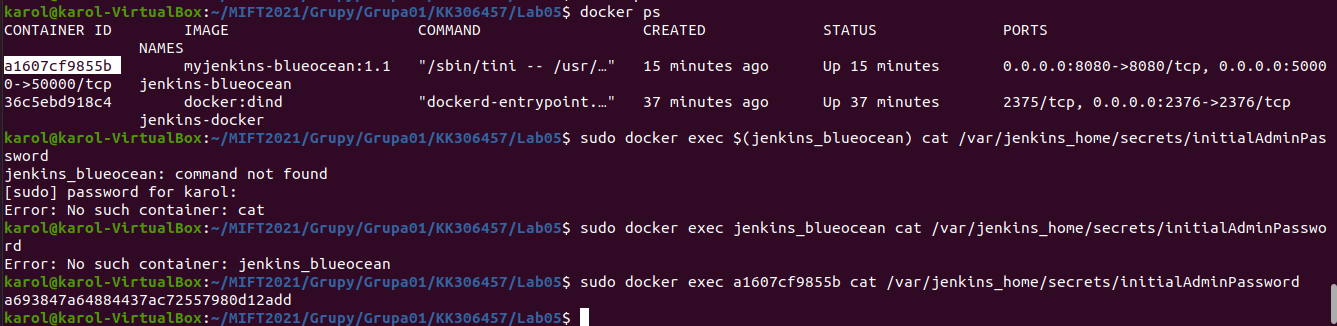 karol@karol-VirtualBox:~/MIFT2021/Grupy/Grupa01/KK306457/Lab05$ docker ps
CONTAINER ID        IMAGE                     COMMAND                  CREATED             STATUS              PORTS
               NAMES
a1607cf9855b        myjenkins-blueocean:1.1   "/sbin/tini -- /usr/…"   15 minutes ago      Up 15 minutes       0.0.0.0:8080->8080/tcp, 0.0.0.0:5000
0->50000/tcp   jenkins-blueocean
36c5ebd918c4        docker:dind               "dockerd-entrypoint.…"   37 minutes ago      Up 37 minutes       2375/tcp, 0.0.0.0:2376->2376/tcp
               jenkins-docker
karol@karol-VirtualBox:~/MIFT2021/Grupy/Grupa01/KK306457/Lab05$ sudo docker exec $(jenkins_blueocean) cat /var/jenkins_home/secrets/initialAdminPas
sword
jenkins_blueocean: command not found
[sudo] password for karol:
Error: No such container: cat
karol@karol-VirtualBox:~/MIFT2021/Grupy/Grupa01/KK306457/Lab05$ sudo docker exec jenkins_blueocean cat /var/jenkins_home/secrets/initialAdminPasswo
rd
Error: No such container: jenkins_blueocean
karol@karol-VirtualBox:~/MIFT2021/Grupy/Grupa01/KK306457/Lab05$ sudo docker exec a1607cf9855b cat /var/jenkins_home/secrets/initialAdminPassword
a693847a64884437ac72557980d12add
karol@karol-VirtualBox:~/MIFT2021/Grupy/Grupa01/KK306457/Lab05$